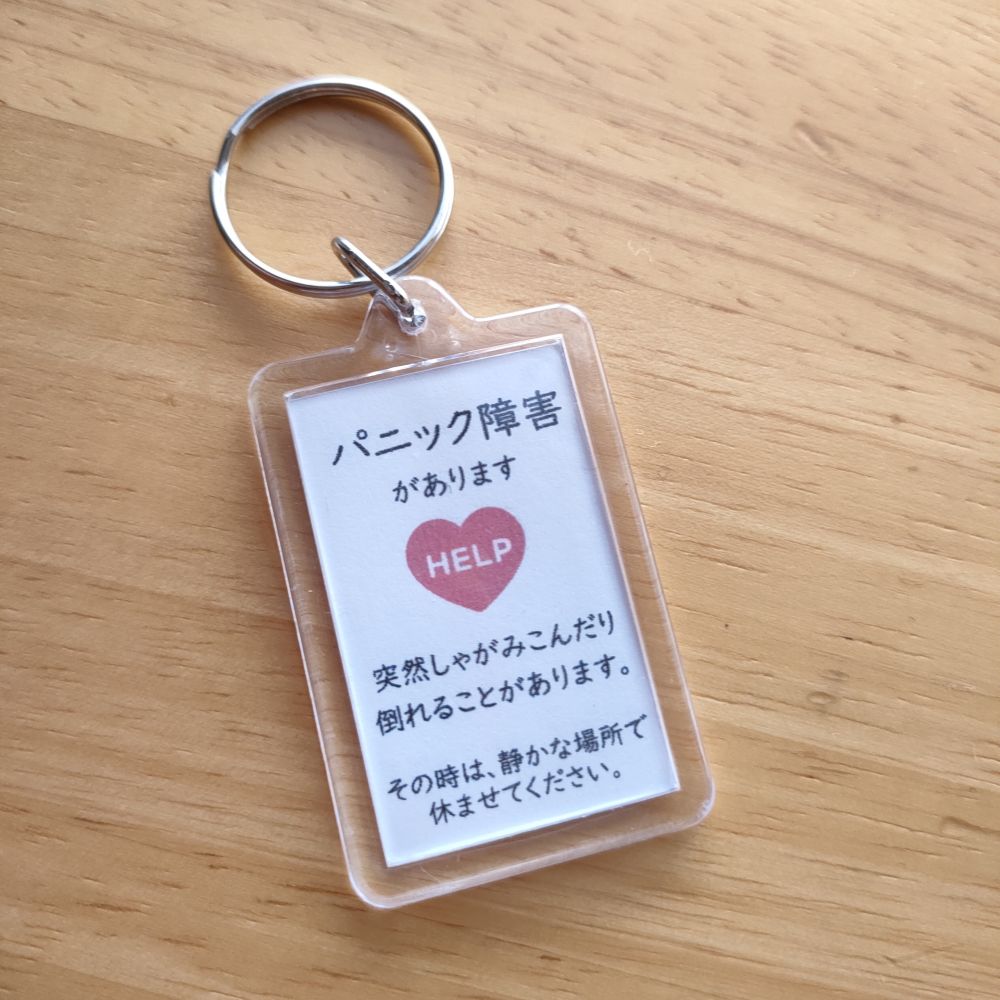 パニック障害
があります
HELP
突然しゃがみこんだり
倒れることがあります。
その時は、静かな場所で
休ませてください。